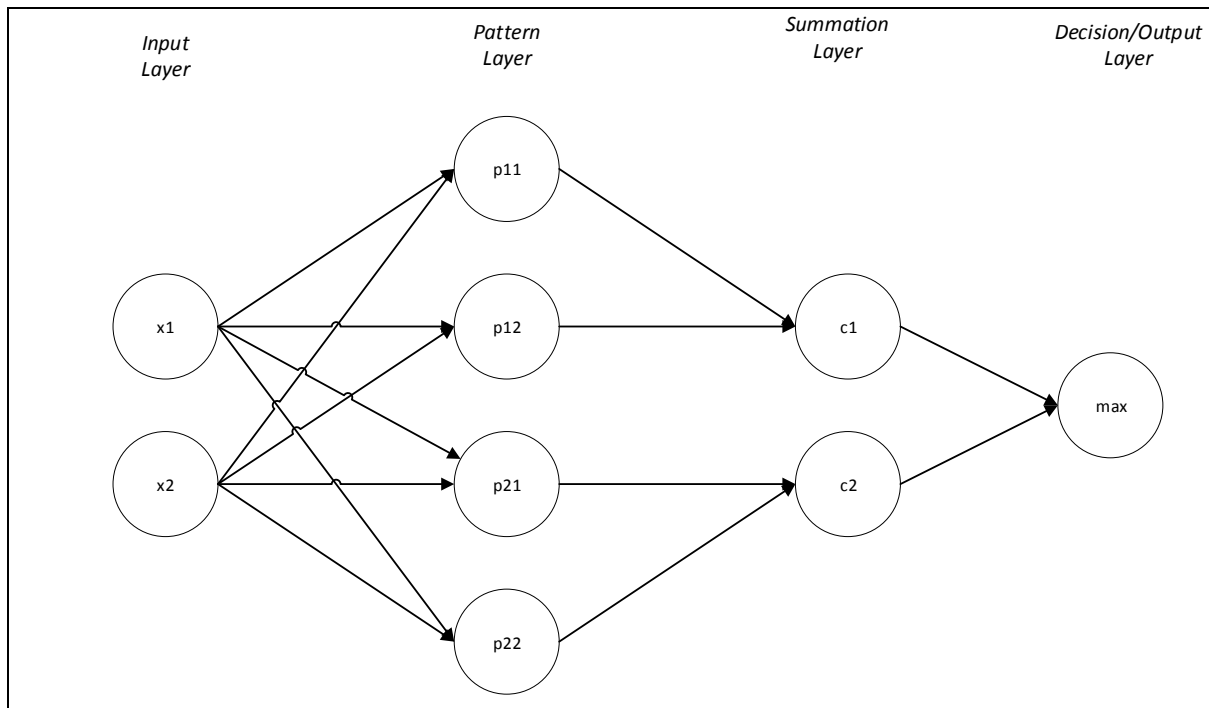 Input
Layer
Pattern
Layer
Summation
Layer
Decision/Output
Layer
p11
x1
p12
c1
max
x2
p21
c2
p22